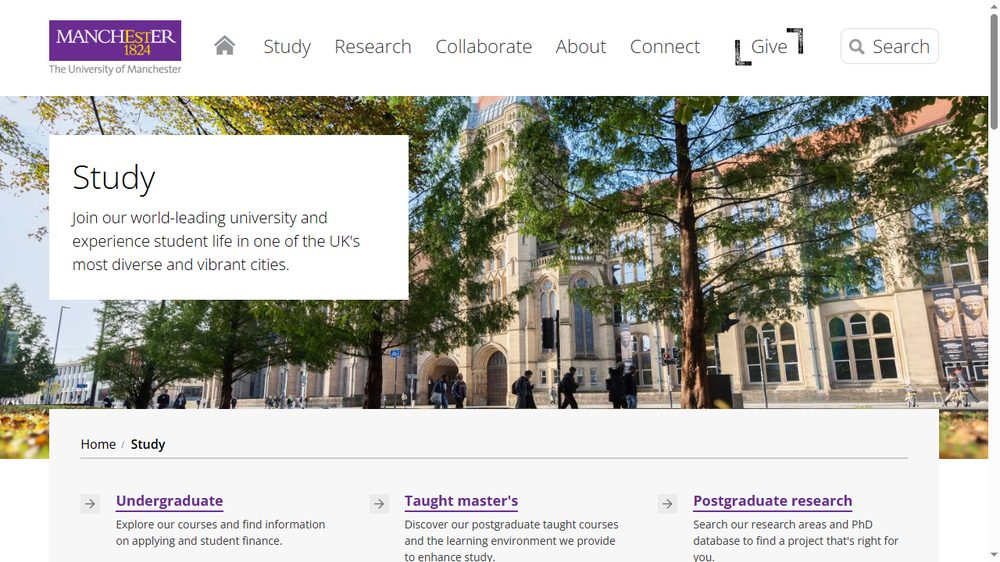 MANCHESTER
1824
The University of Manchester
Study
Research
Collaborate
About
Connect
Give
Search
Study
Join our world-leading university and
experience student life in one of the UK's
most diverse and vibrant cities.
Home / Study
Undergraduate
Explore our courses and find information
on applying and student finance.
Taught master's
Discover our postgraduate taught courses
and the learning environment we provide
to enhance study.
Postgraduate research
Search our research areas and PhD
database to find a project that's right for
you.